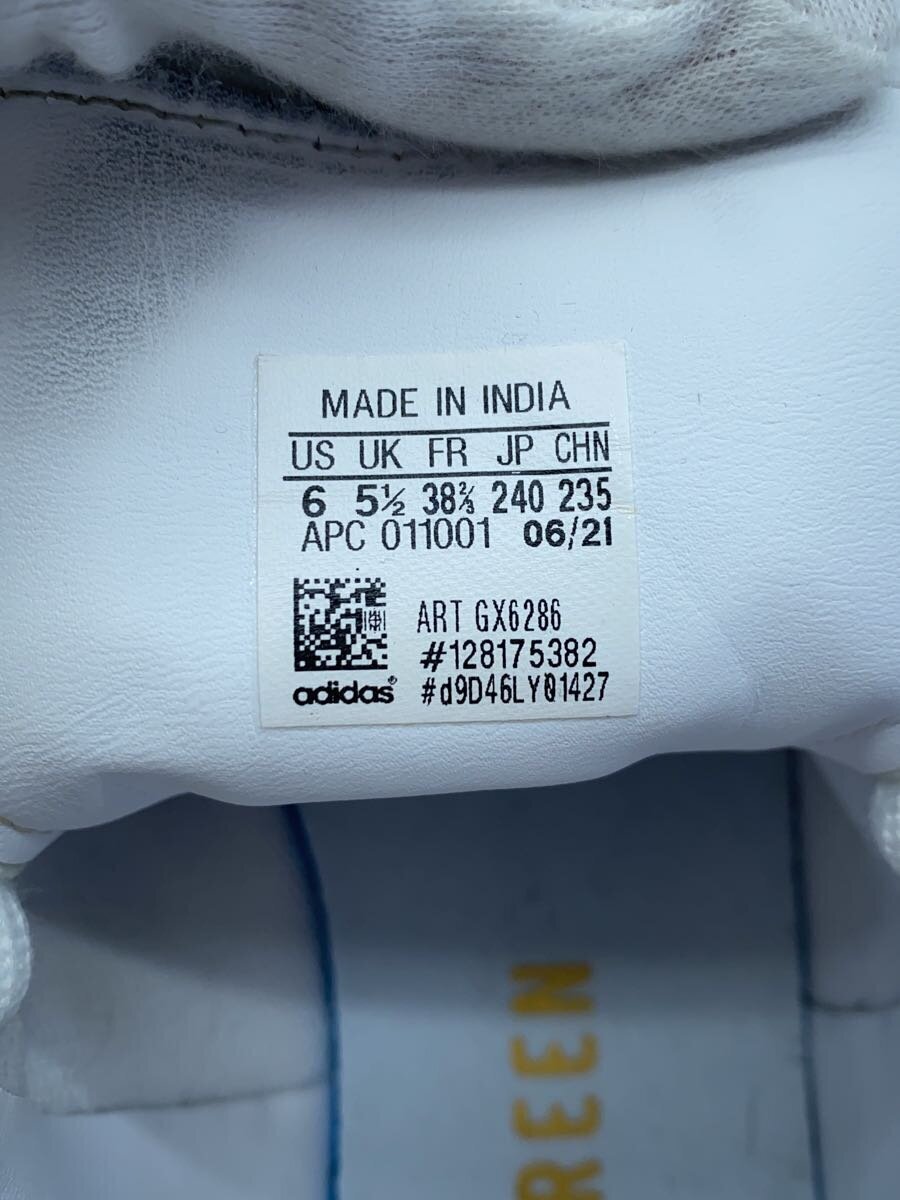 MADE IN INDIA
US UK FR JP CHN
6 5½ 38⅔ 240 235
APC 011001 06/21
ART GX6286
#128175382
adidas® #d9D46LY01427
REEN